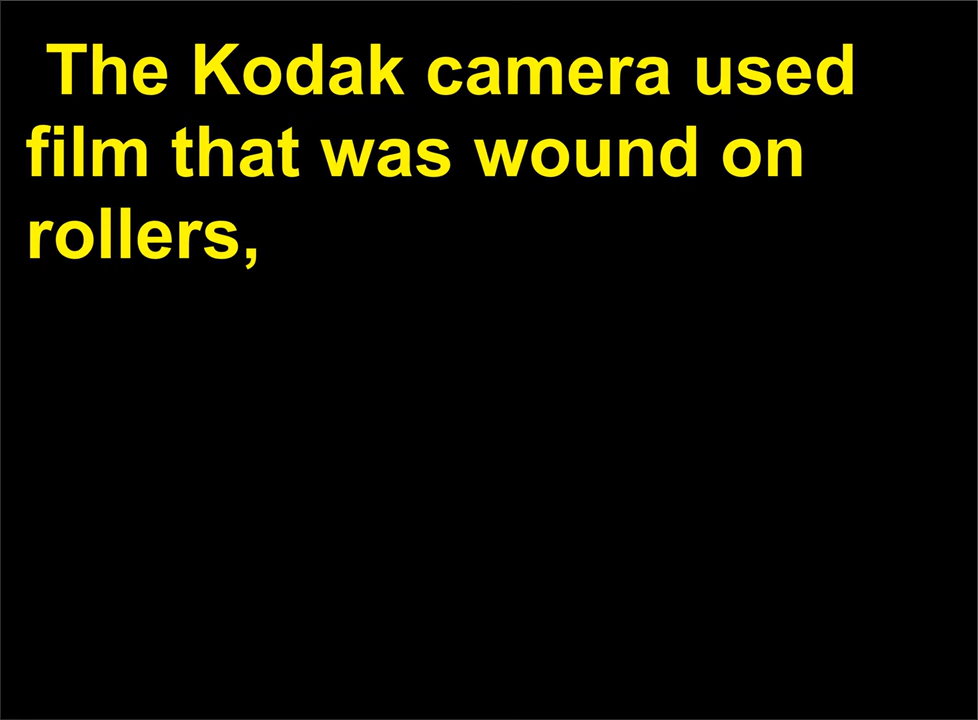 The Kodak camera used
film that was wound on
rollers,